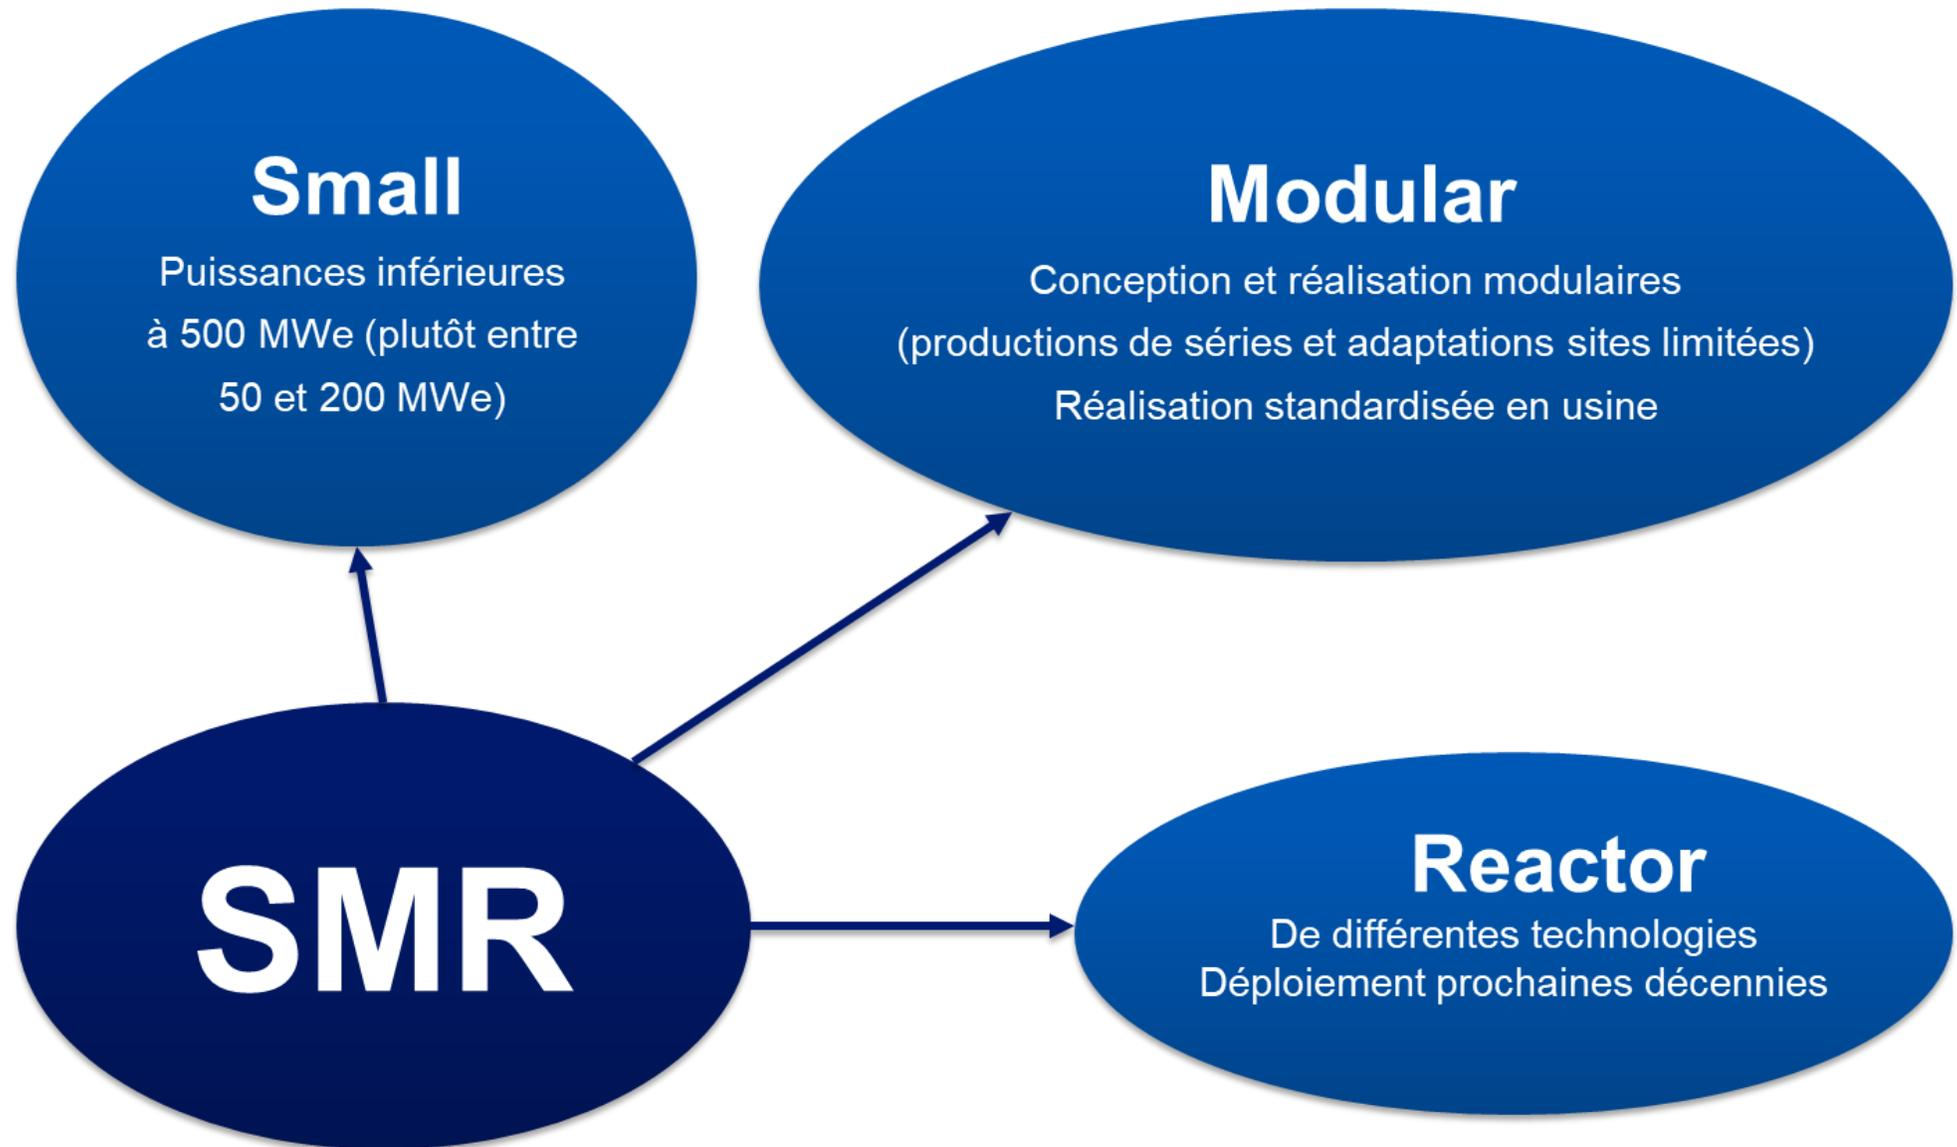 Small
Puissances inférieures
à 500 MWe (plutôt entre
50 et 200 MWe)
Modular
Conception et réalisation modulaires
(productions de séries et adaptations sites limitées)
Réalisation standardisée en usine
SMR
Reactor
De différentes technologies
Déploiement prochaines décennies